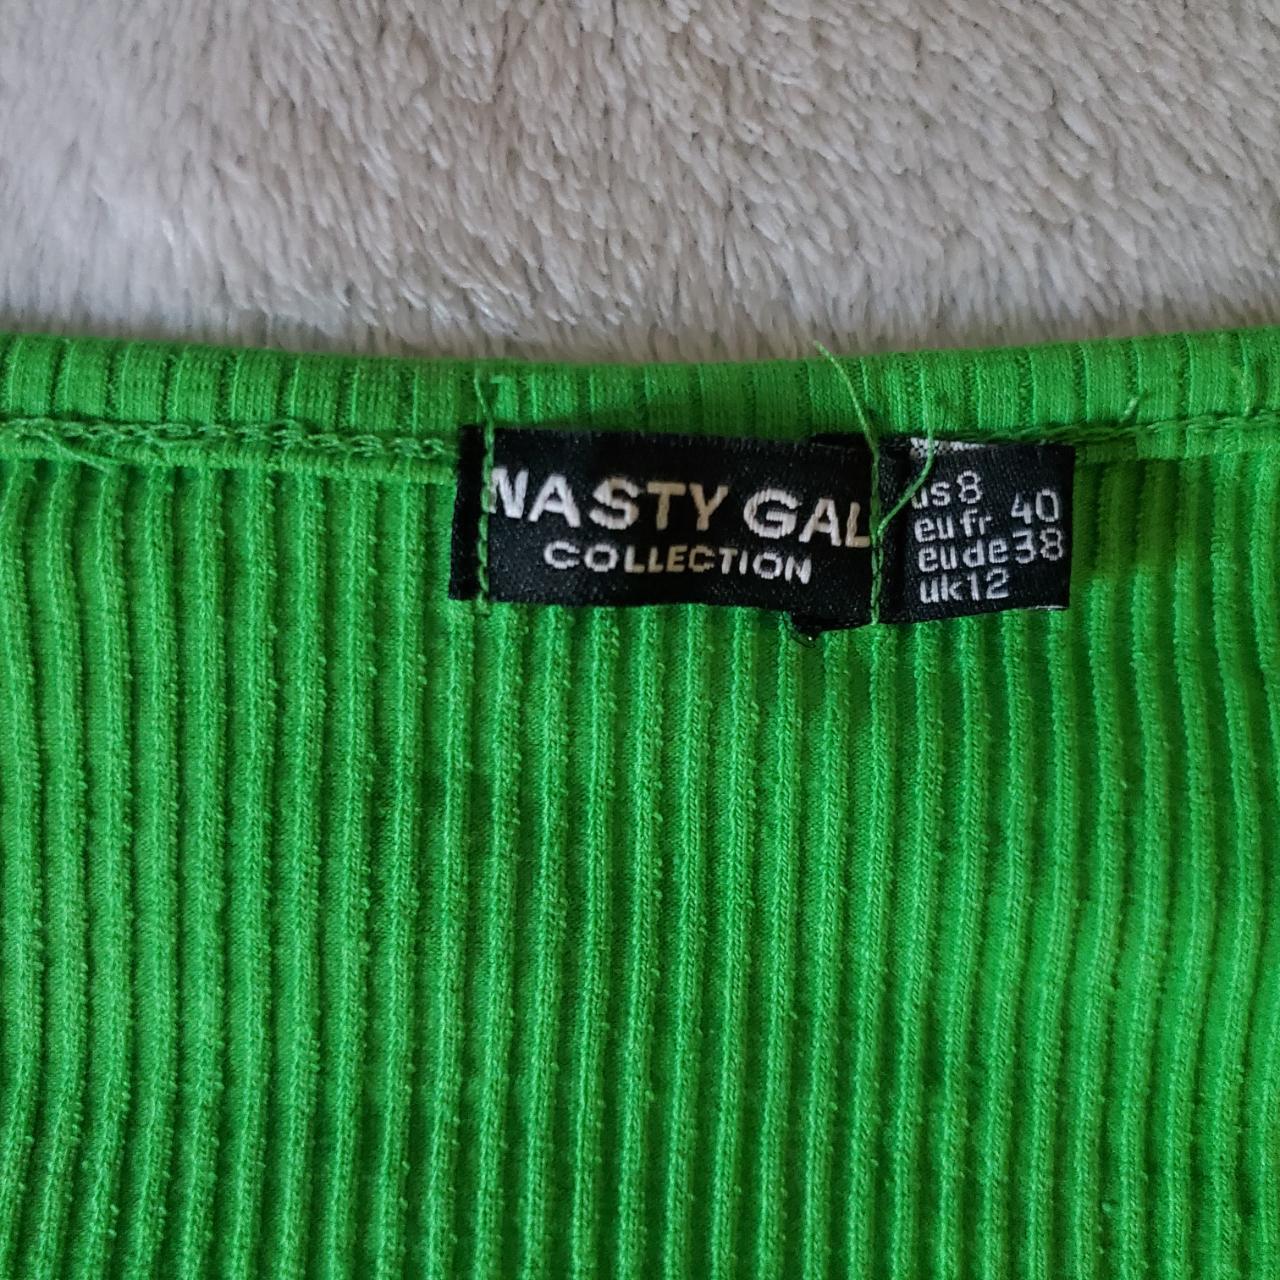 NASTY GAL
COLLECTION
us 8
eu fr 40
eu de 38
uk 12